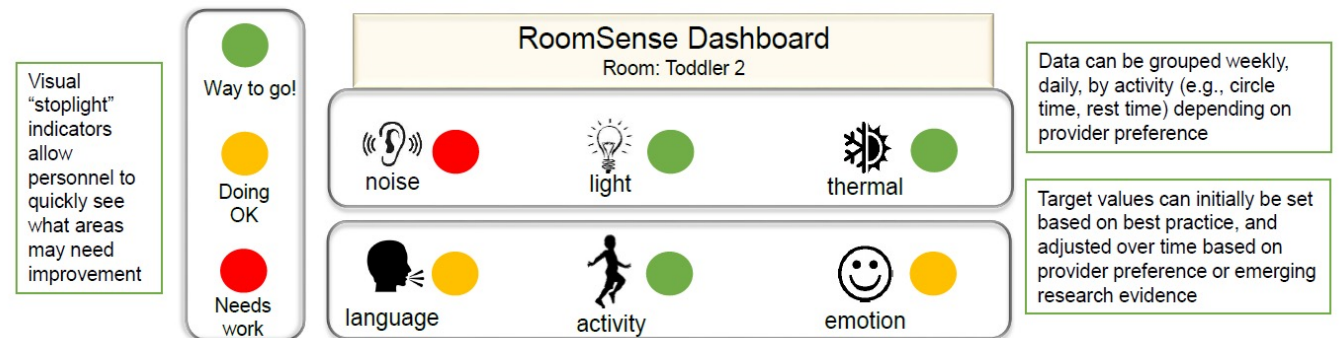 Visual
“stoplight”
indicators
allow
personnel to
quickly see
what areas
may need
improvement
Way to go!
Doing
OK
Needs
work
RoomSense Dashboard
Room: Toddler 2
noise
light
thermal
language
activity
emotion
Data can be grouped weekly,
daily, by activity (e.g., circle
time, rest time) depending on
provider preference
Target values can initially be set
based on best practice, and
adjusted over time based on
provider preference or emerging
research evidence